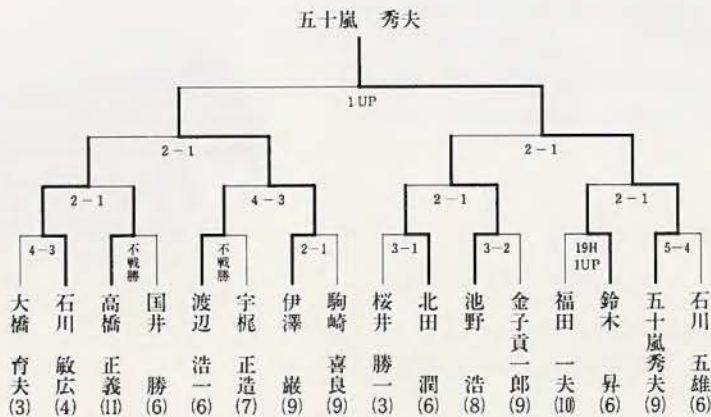 五十嵐 秀夫
1 UP
2－1 2－1
2－1 4－3 2－1 2－1
4－3 不戦勝 不戦勝 2－1 3－1 3－2 19H 1UP 5－4
大橋 育夫 (3)
石川 敏広 (4)
高橋 正義 (11)
国井 勝 (6)
渡辺 浩一 (6)
宇梶 正造 (7)
伊澤 巌 (9)
駒崎 喜良 (9)
桜井 勝一 (3)
北田 潤 (6)
池野 浩 (8)
金子貢一郎 (9)
福田 一夫 (10)
鈴木 昇 (6)
五十嵐秀夫 (9)
石川 五雄 (6)